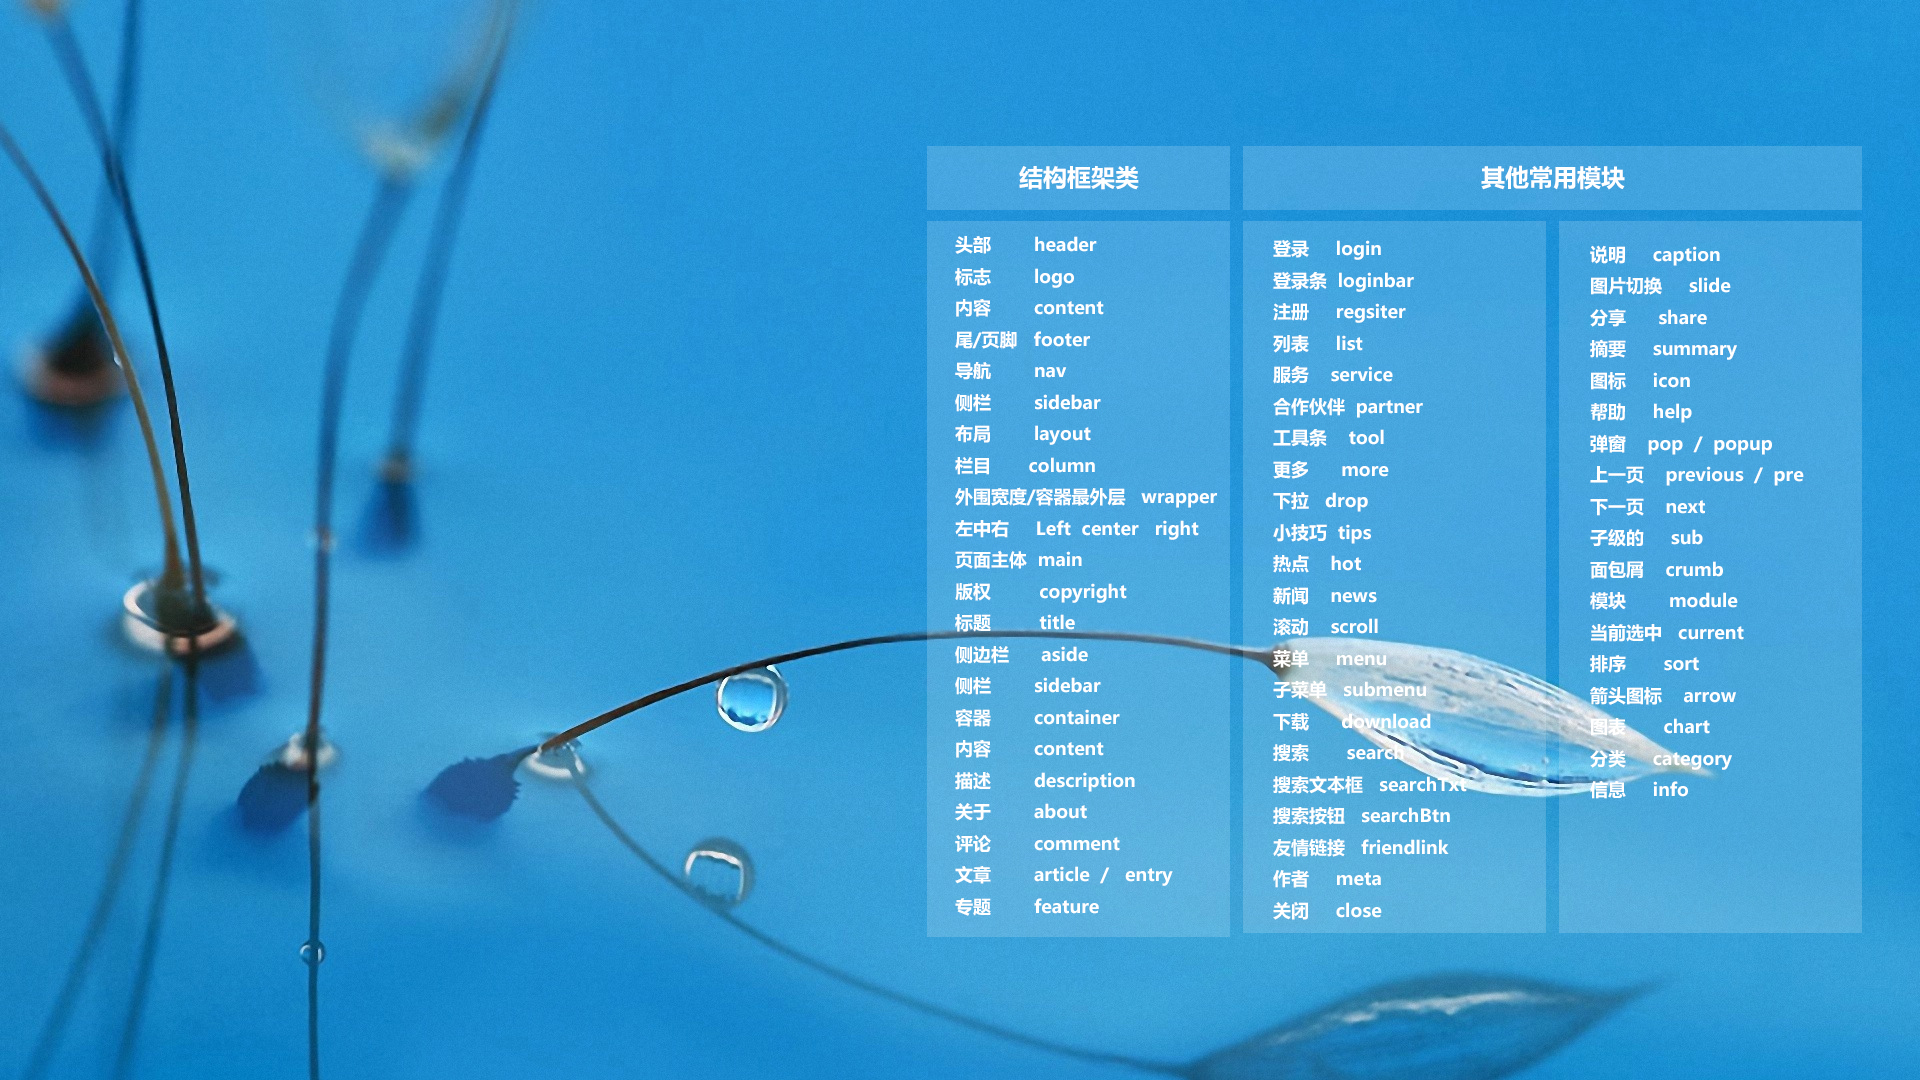 结构框架类
头部 header
标志 logo
内容 content
尾/页脚 footer
导航 nav
侧栏 sidebar
布局 layout
栏目 column
外围宽度/容器最外层 wrapper
左中右 Left center right
页面主体 main
版权 copyright
标题 title
侧边栏 aside
侧栏 sidebar
容器 container
内容 content
描述 description
关于 about
评论 comment
文章 article / entry
专题 feature
其他常用模块
登录 login
登录条 loginbar
注册 regsiter
列表 list
服务 service
合作伙伴 partner
工具条 tool
更多 more
下拉 drop
小技巧 tips
热点 hot
新闻 news
滚动 scroll
菜单 menu
子菜单 submenu
下载 download
搜索 search
搜索文本框 searchTxt
搜索按钮 searchBtn
友情链接 friendlink
作者 meta
关闭 close
说明 caption
图片切换 slide
分享 share
摘要 summary
图标 icon
帮助 help
弹窗 pop / popup
上一页 previous / pre
下一页 next
子级的 sub
面包屑 crumb
模块 module
当前选中 current
排序 sort
箭头图标 arrow
图表 chart
分类 category
信息 info